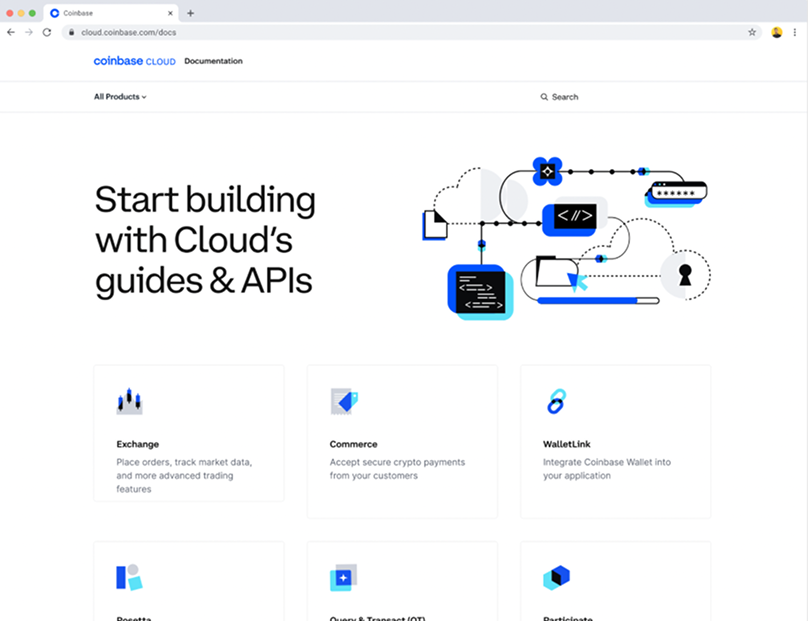 Coinbase
cloud.coinbase.com/docs
coinbase CLOUD Documentation
All Products
Search
Start building
with Cloud's
guides & APIs
</>
Exchange
Place orders, track market data,
and more advanced trading
features
Commerce
Accept secure crypto payments
from your customers
WalletLink
Integrate Coinbase Wallet into
your application
Rosetta
Query & Transact (QT)
Participate